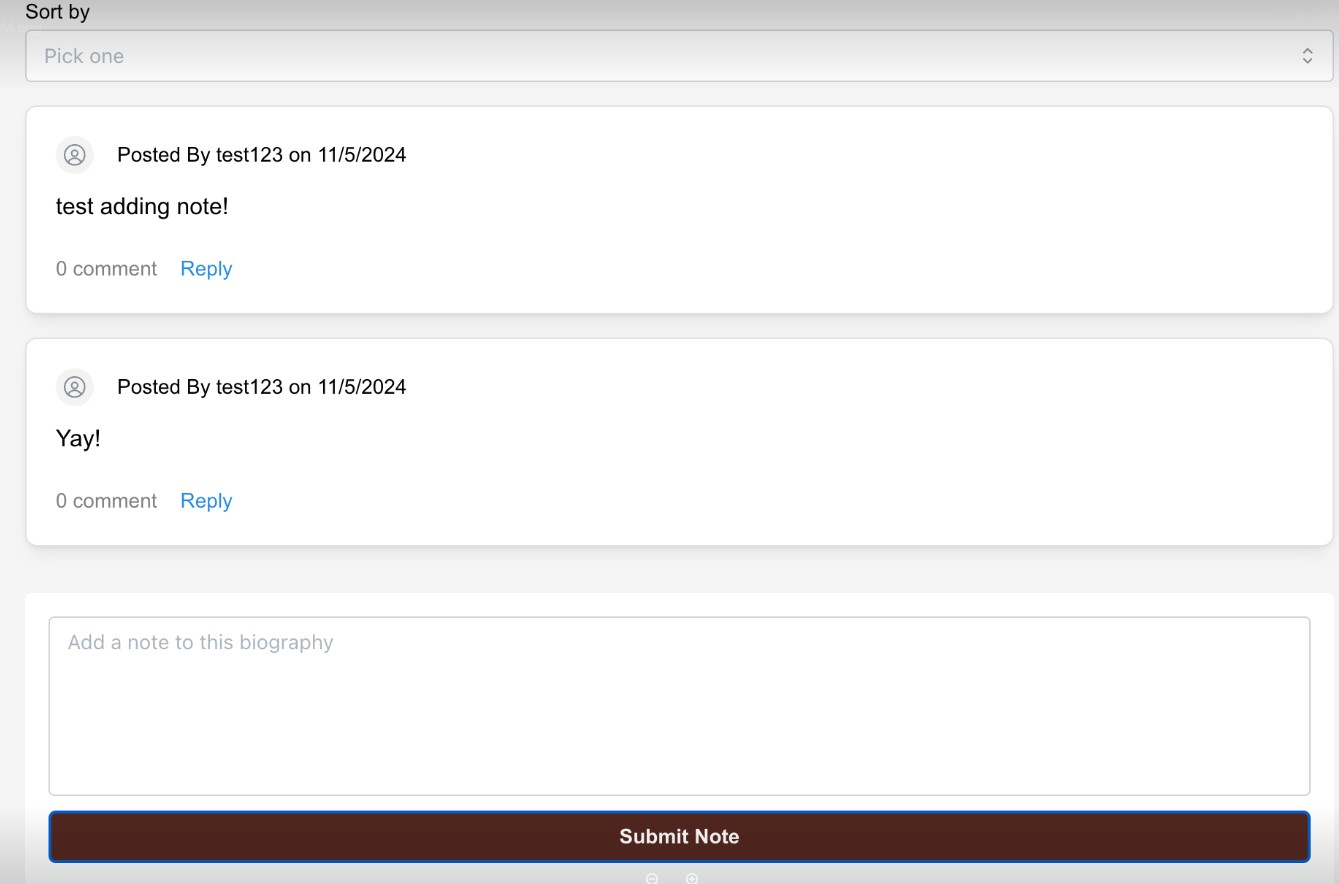 Sort by
Pick one
Posted By test123 on 11/5/2024
test adding note!
0 comment Reply
Posted By test123 on 11/5/2024
Yay!
0 comment Reply
Add a note to this biography
Submit Note